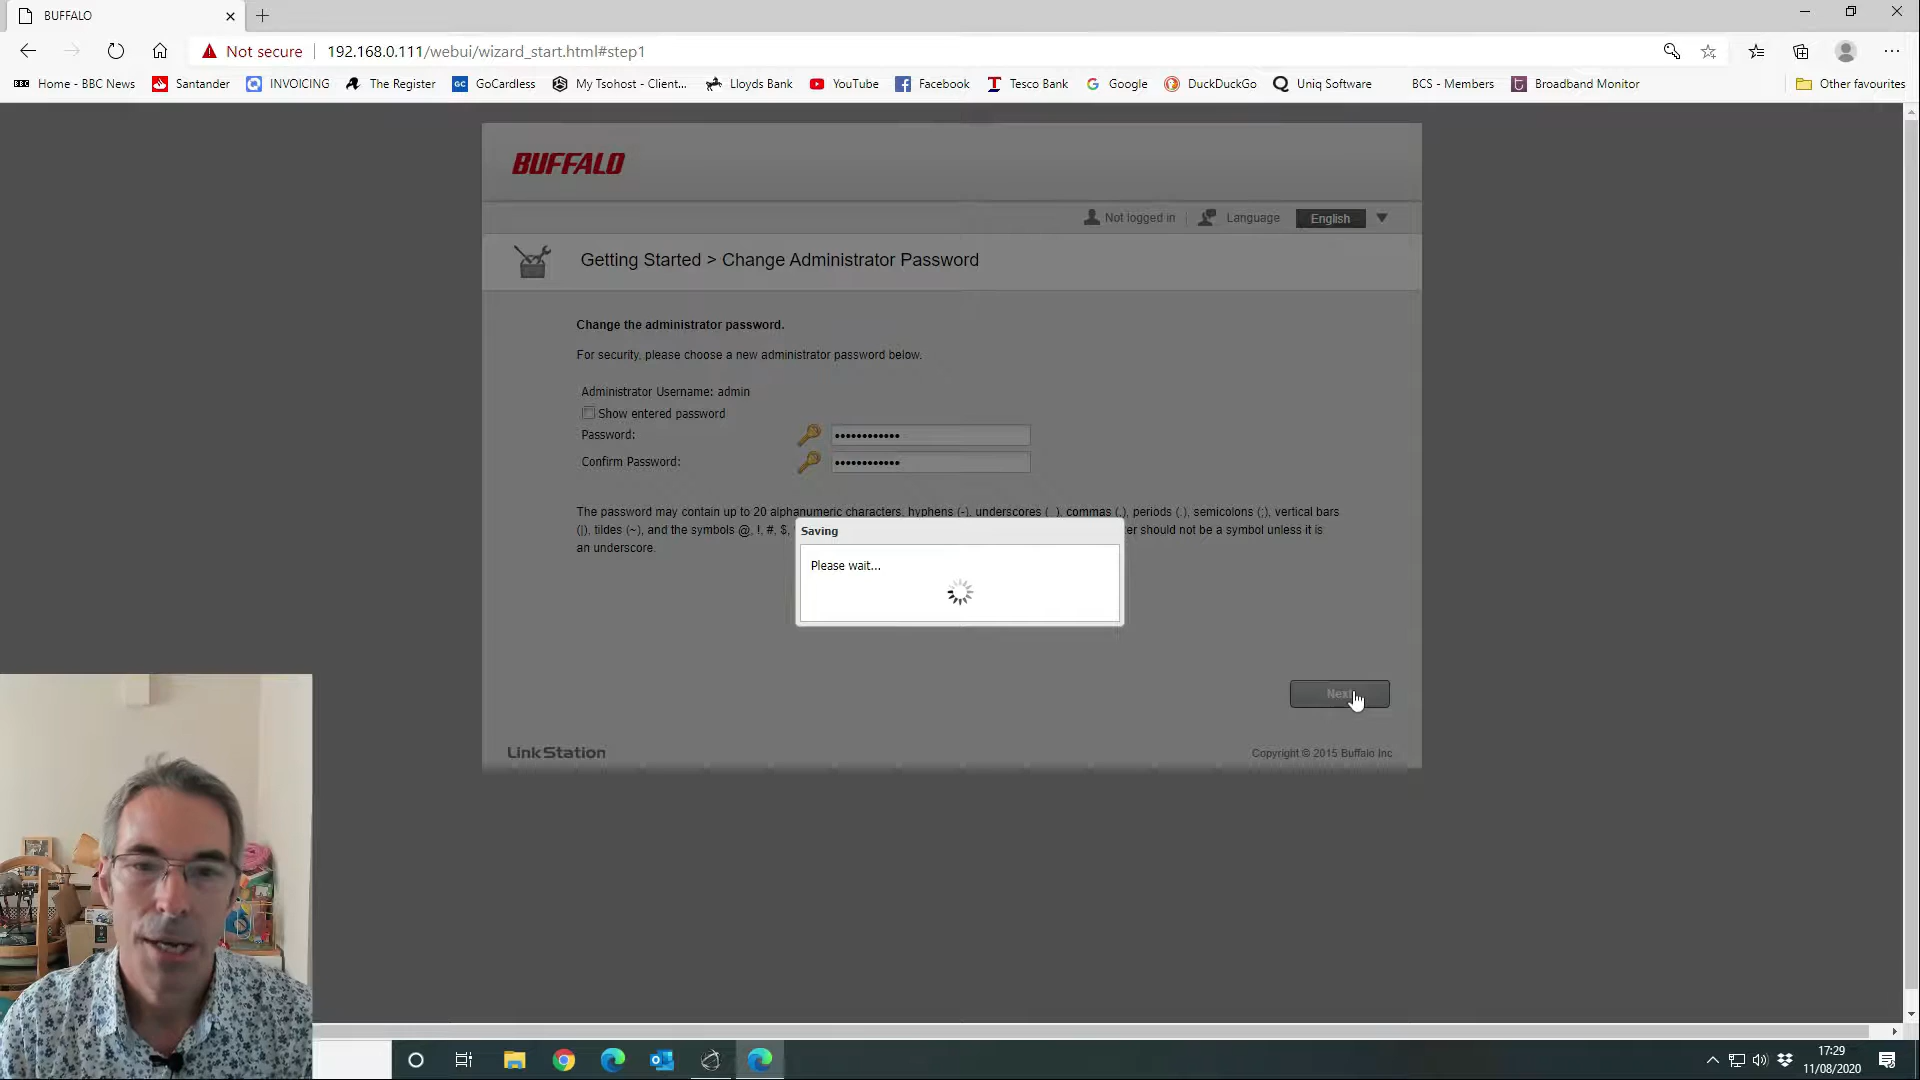 BUFFALO
Not secure
192.168.0.111/webui/wizard_start.html#step1
Home - BBC News
Santander
INVOICING
The Register
GoCardless
My Tsohost - Client...
Lloyds Bank
YouTube
Facebook
Tesco Bank
Google
DuckDuckGo
Uniq Software
BCS - Members
Broadband Monitor
Other favourites
BUFFALO
Not logged in
Language
English
Getting Started > Change Administrator Password
Change the administrator password.
For security, please choose a new administrator password below.
Administrator Username: admin
Show entered password
Password:
Confirm Password:
The password may contain up to 20 alphanumeric characters, hyphens (-), underscores (_), commas (,), periods (.), semicolons (;), vertical bars
(|), tildes (~), and the symbols @, !, #, $,
er should not be a symbol unless it is
an underscore.
Saving
Please wait...
Next
LinkStation
Copyright © 2015 Buffalo Inc
17:29
11/08/2020